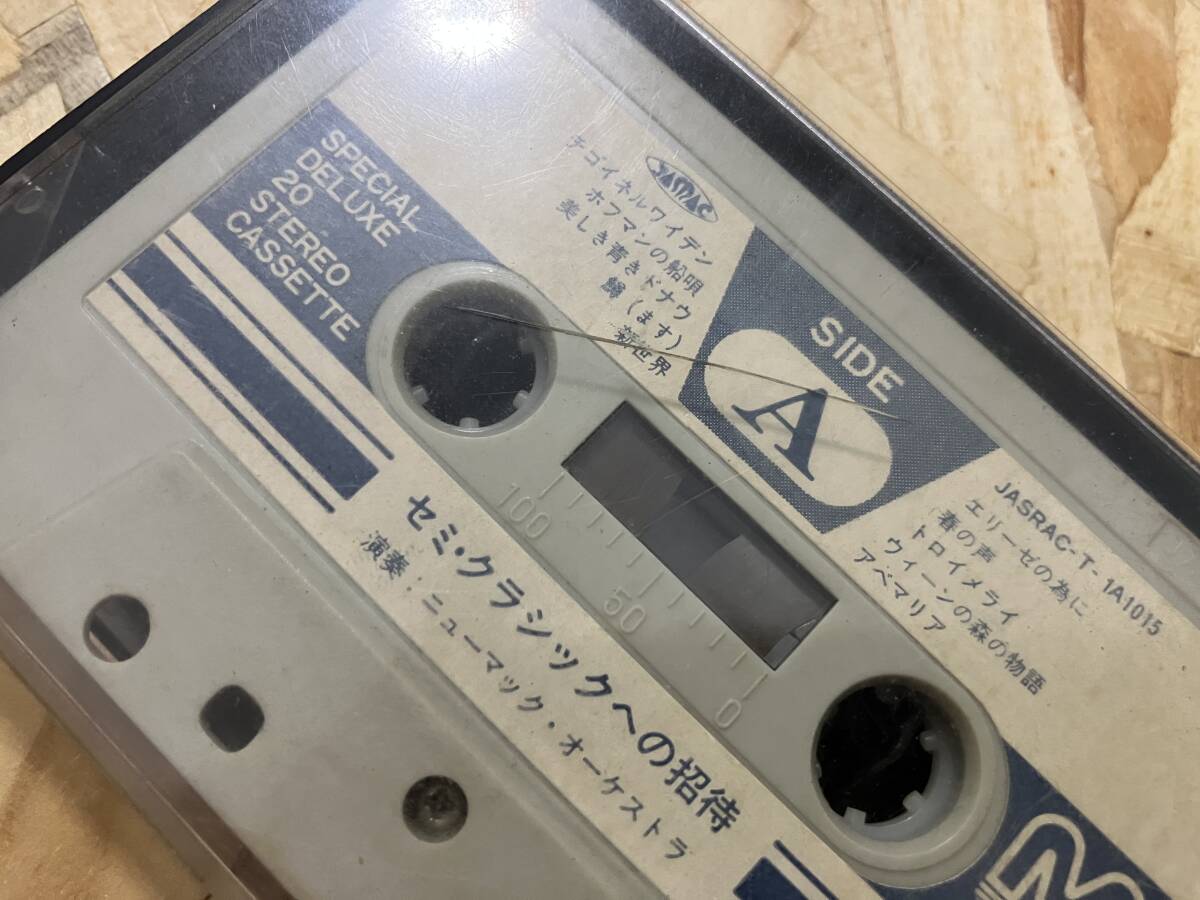 SPECIAL
DELUXE
20
STEREO
CASSETTE
JASRAC
チゴイネルワイデン
ホフマンの船唄
美しき青きドナウ
鱒(ます)
新世界
SIDE
A
JASRAC-T-1A1015
エリーゼの為に
春の声
トロイメライ
ウィーンの森の物語
アベマリア
100
50
0
セミ・クラシックへの招待
演奏:ニューマック・オーケストラ